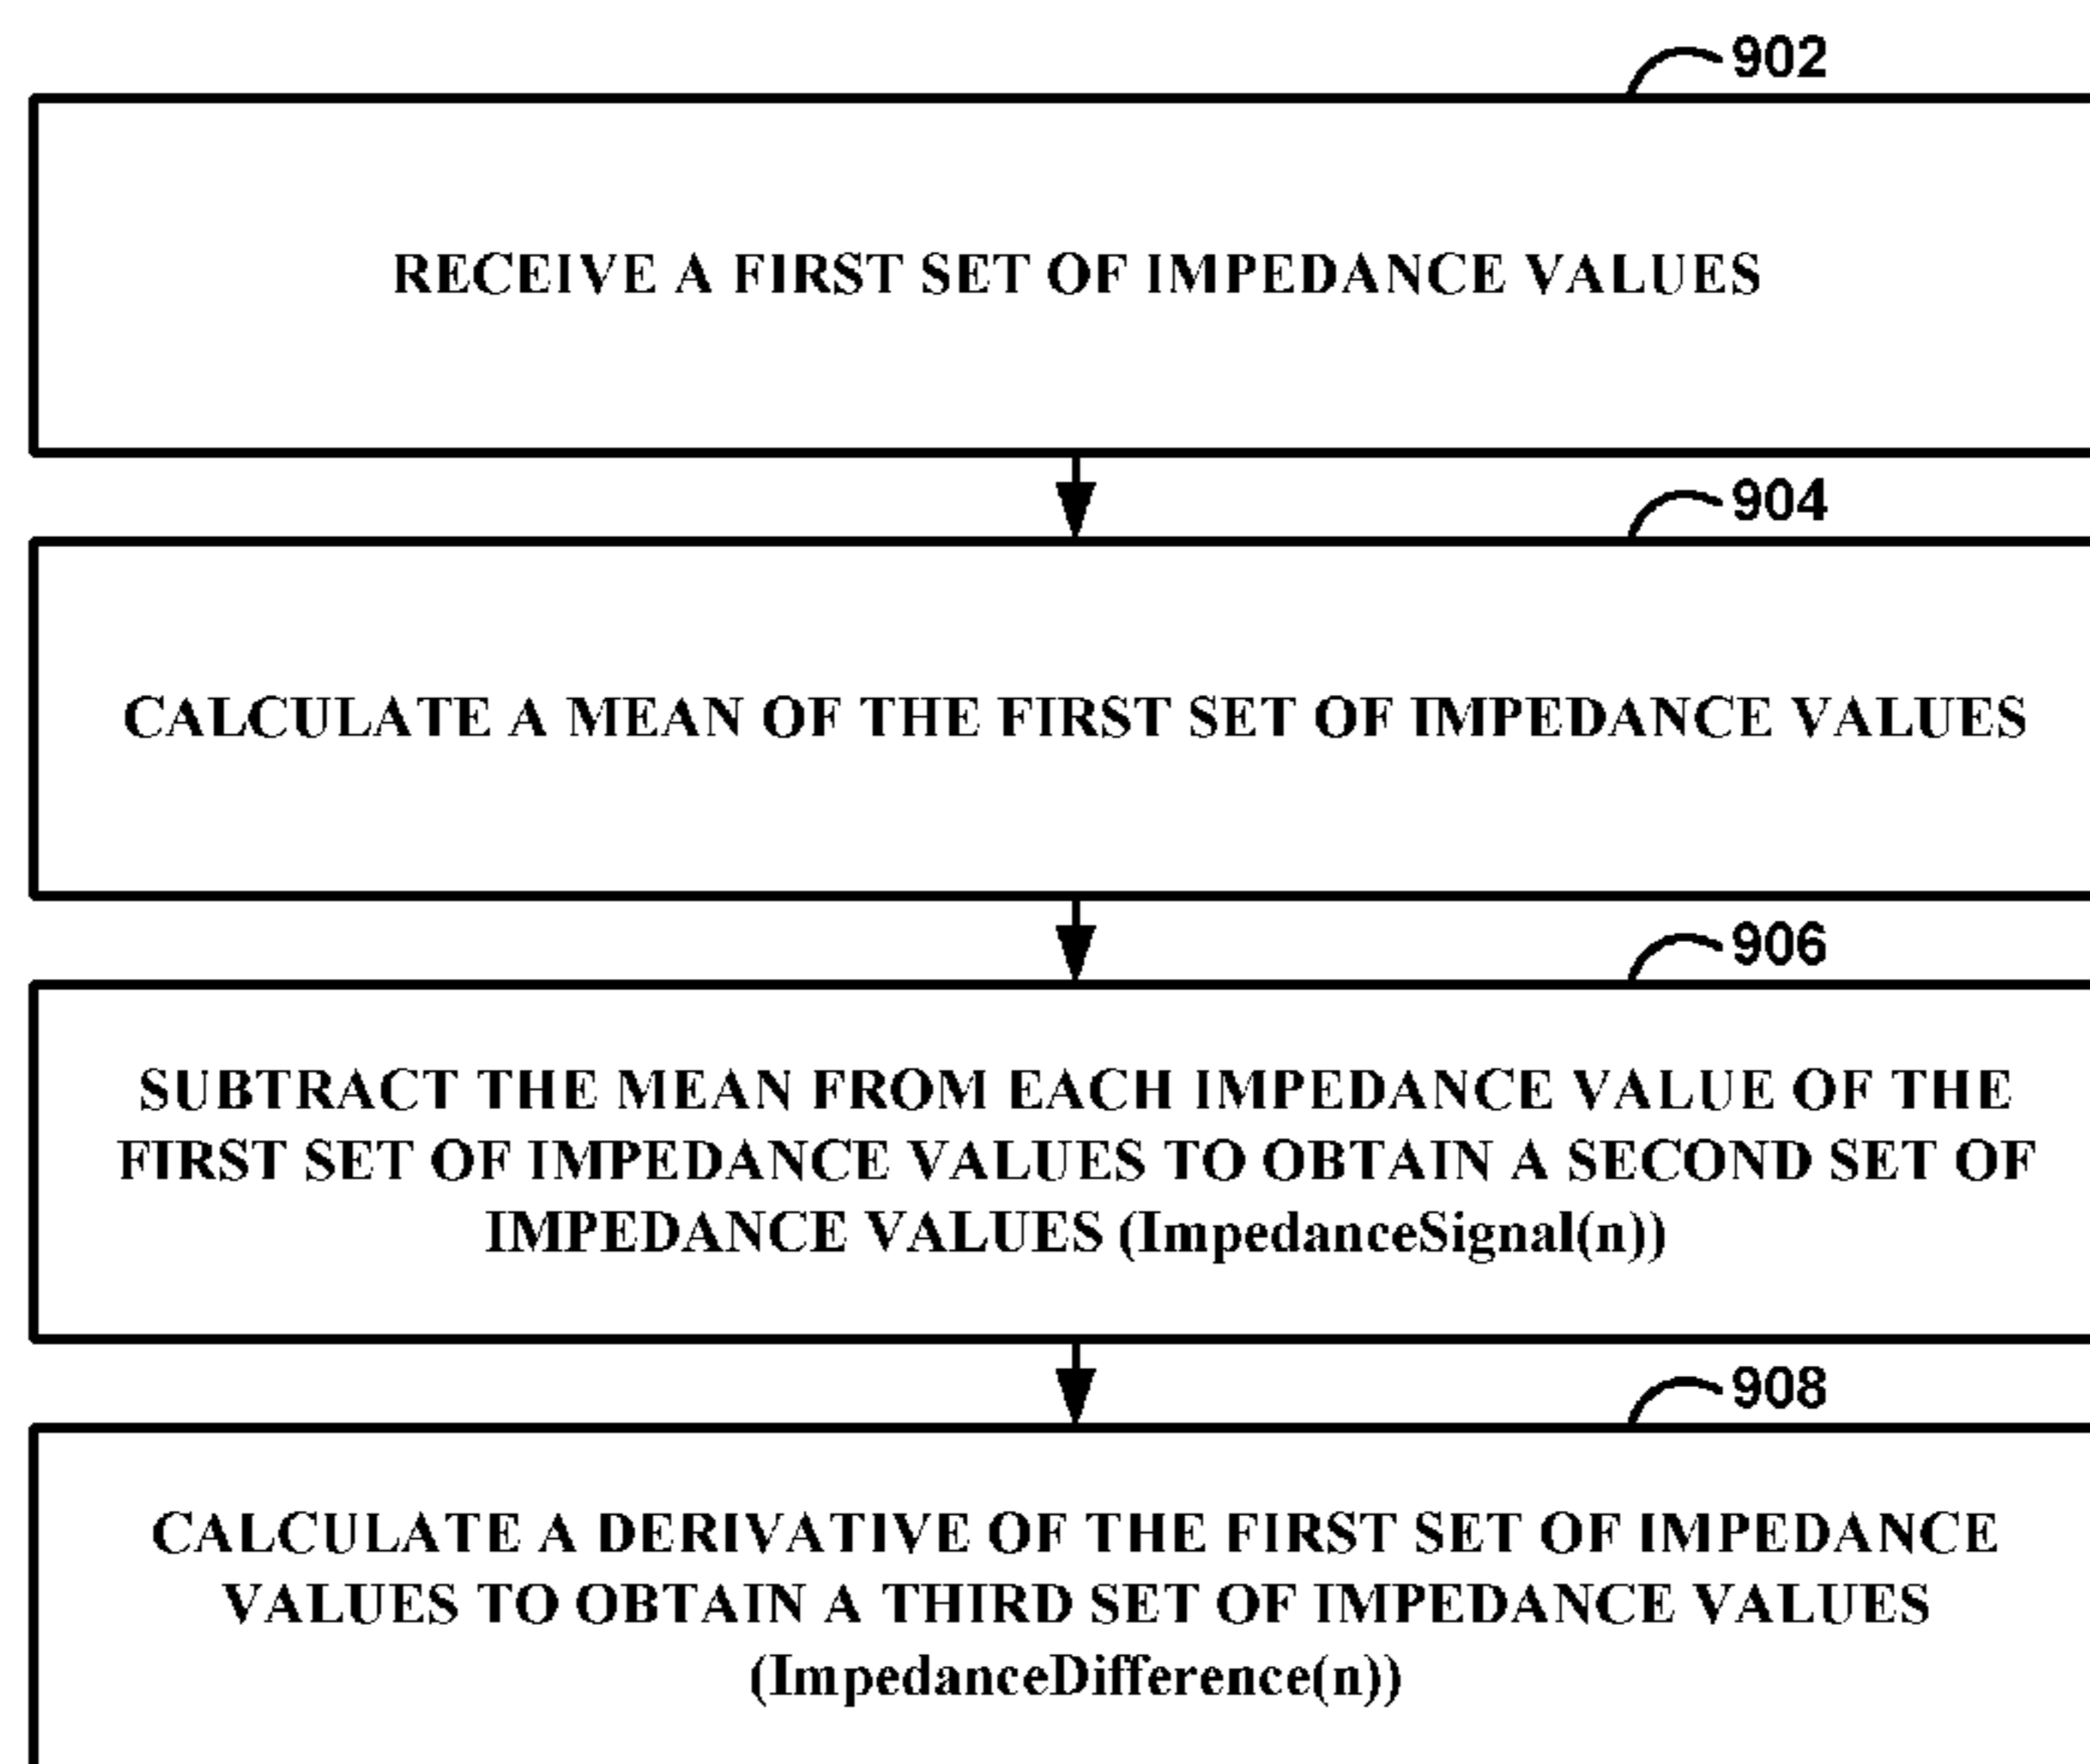 902
RECEIVE A FIRST SET OF IMPEDANCE VALUES
904
CALCULATE A MEAN OF THE FIRST SET OF IMPEDANCE VALUES
906
SUBTRACT THE MEAN FROM EACH IMPEDANCE VALUE OF THE
FIRST SET OF IMPEDANCE VALUES TO OBTAIN A SECOND SET OF
IMPEDANCE VALUES (ImpedanceSignal(n))
908
CALCULATE A DERIVATIVE OF THE FIRST SET OF IMPEDANCE
VALUES TO OBTAIN A THIRD SET OF IMPEDANCE VALUES
(ImpedanceDifference(n))